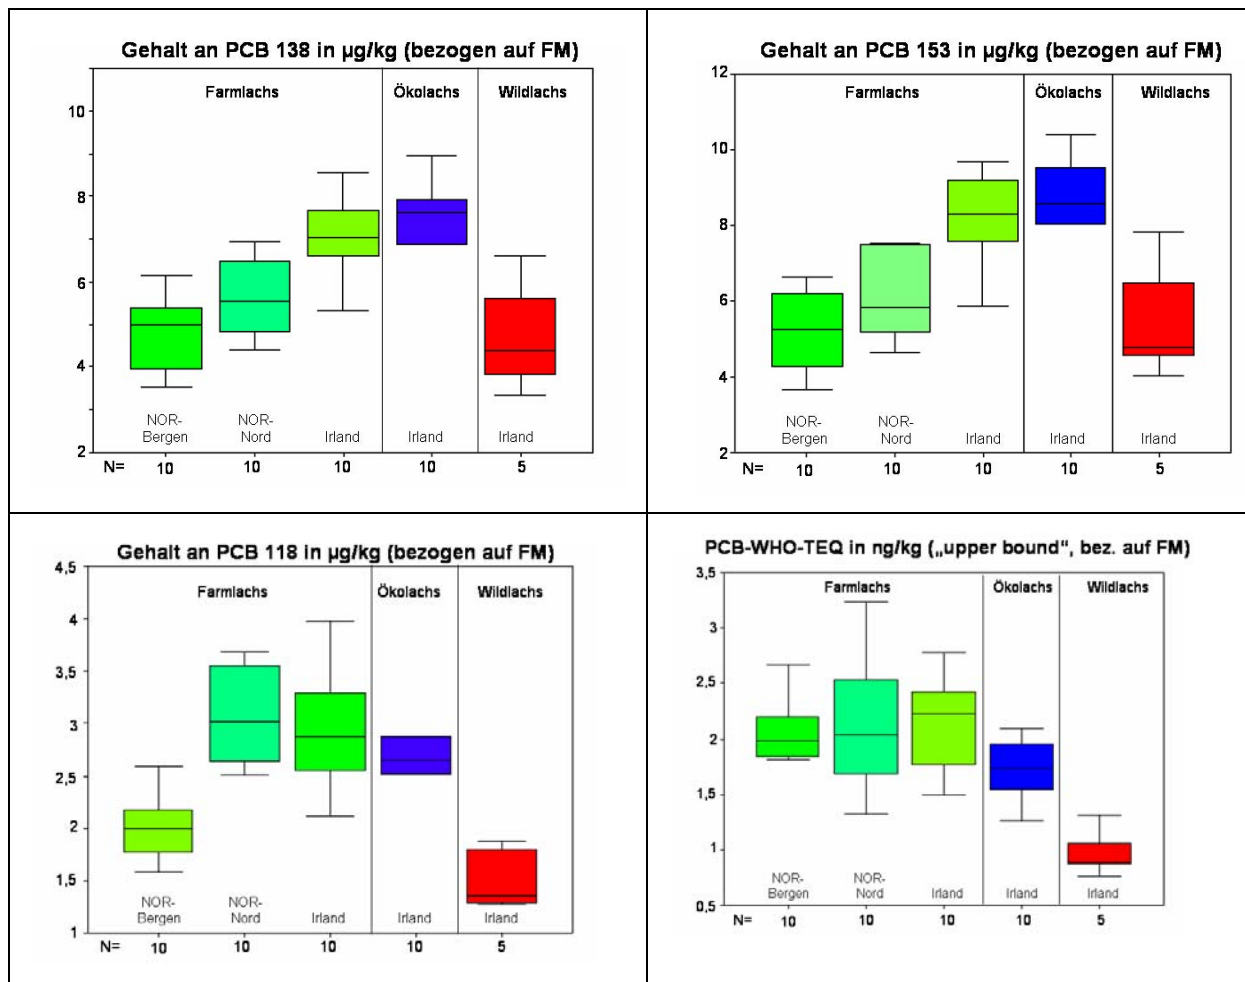 Gehalt an PCB 138 in µg/kg (bezogen auf FM)
Farmlachs Ökolachs Wildlachs
10
8
6
4
2
NOR-
Bergen
NOR-
Nord
Irland Irland Irland
N= 10 10 10 10 5
Gehalt an PCB 153 in µg/kg (bezogen auf FM)
12
Farmlachs Ökolachs Wildlachs
10
8
6
4
2
NOR-
Bergen
NOR-
Nord
Irland Irland Irland
N= 10 10 10 10 5
Gehalt an PCB 118 in µg/kg (bezogen auf FM)
4,5
Farmlachs Ökolachs Wildlachs
4
3,5
3
2,5
2
1,5
1
NOR-
Bergen
NOR-
Nord
Irland Irland Irland
N= 10 10 10 10 5
PCB-WHO-TEQ in ng/kg („upper bound“, bez. auf FM)
3,5
Farmlachs Ökolachs Wildlachs
3
2,5
2
1,5
1
0,5
NOR-
Bergen
NOR-
Nord
Irland Irland Irland
N= 10 10 10 10 5